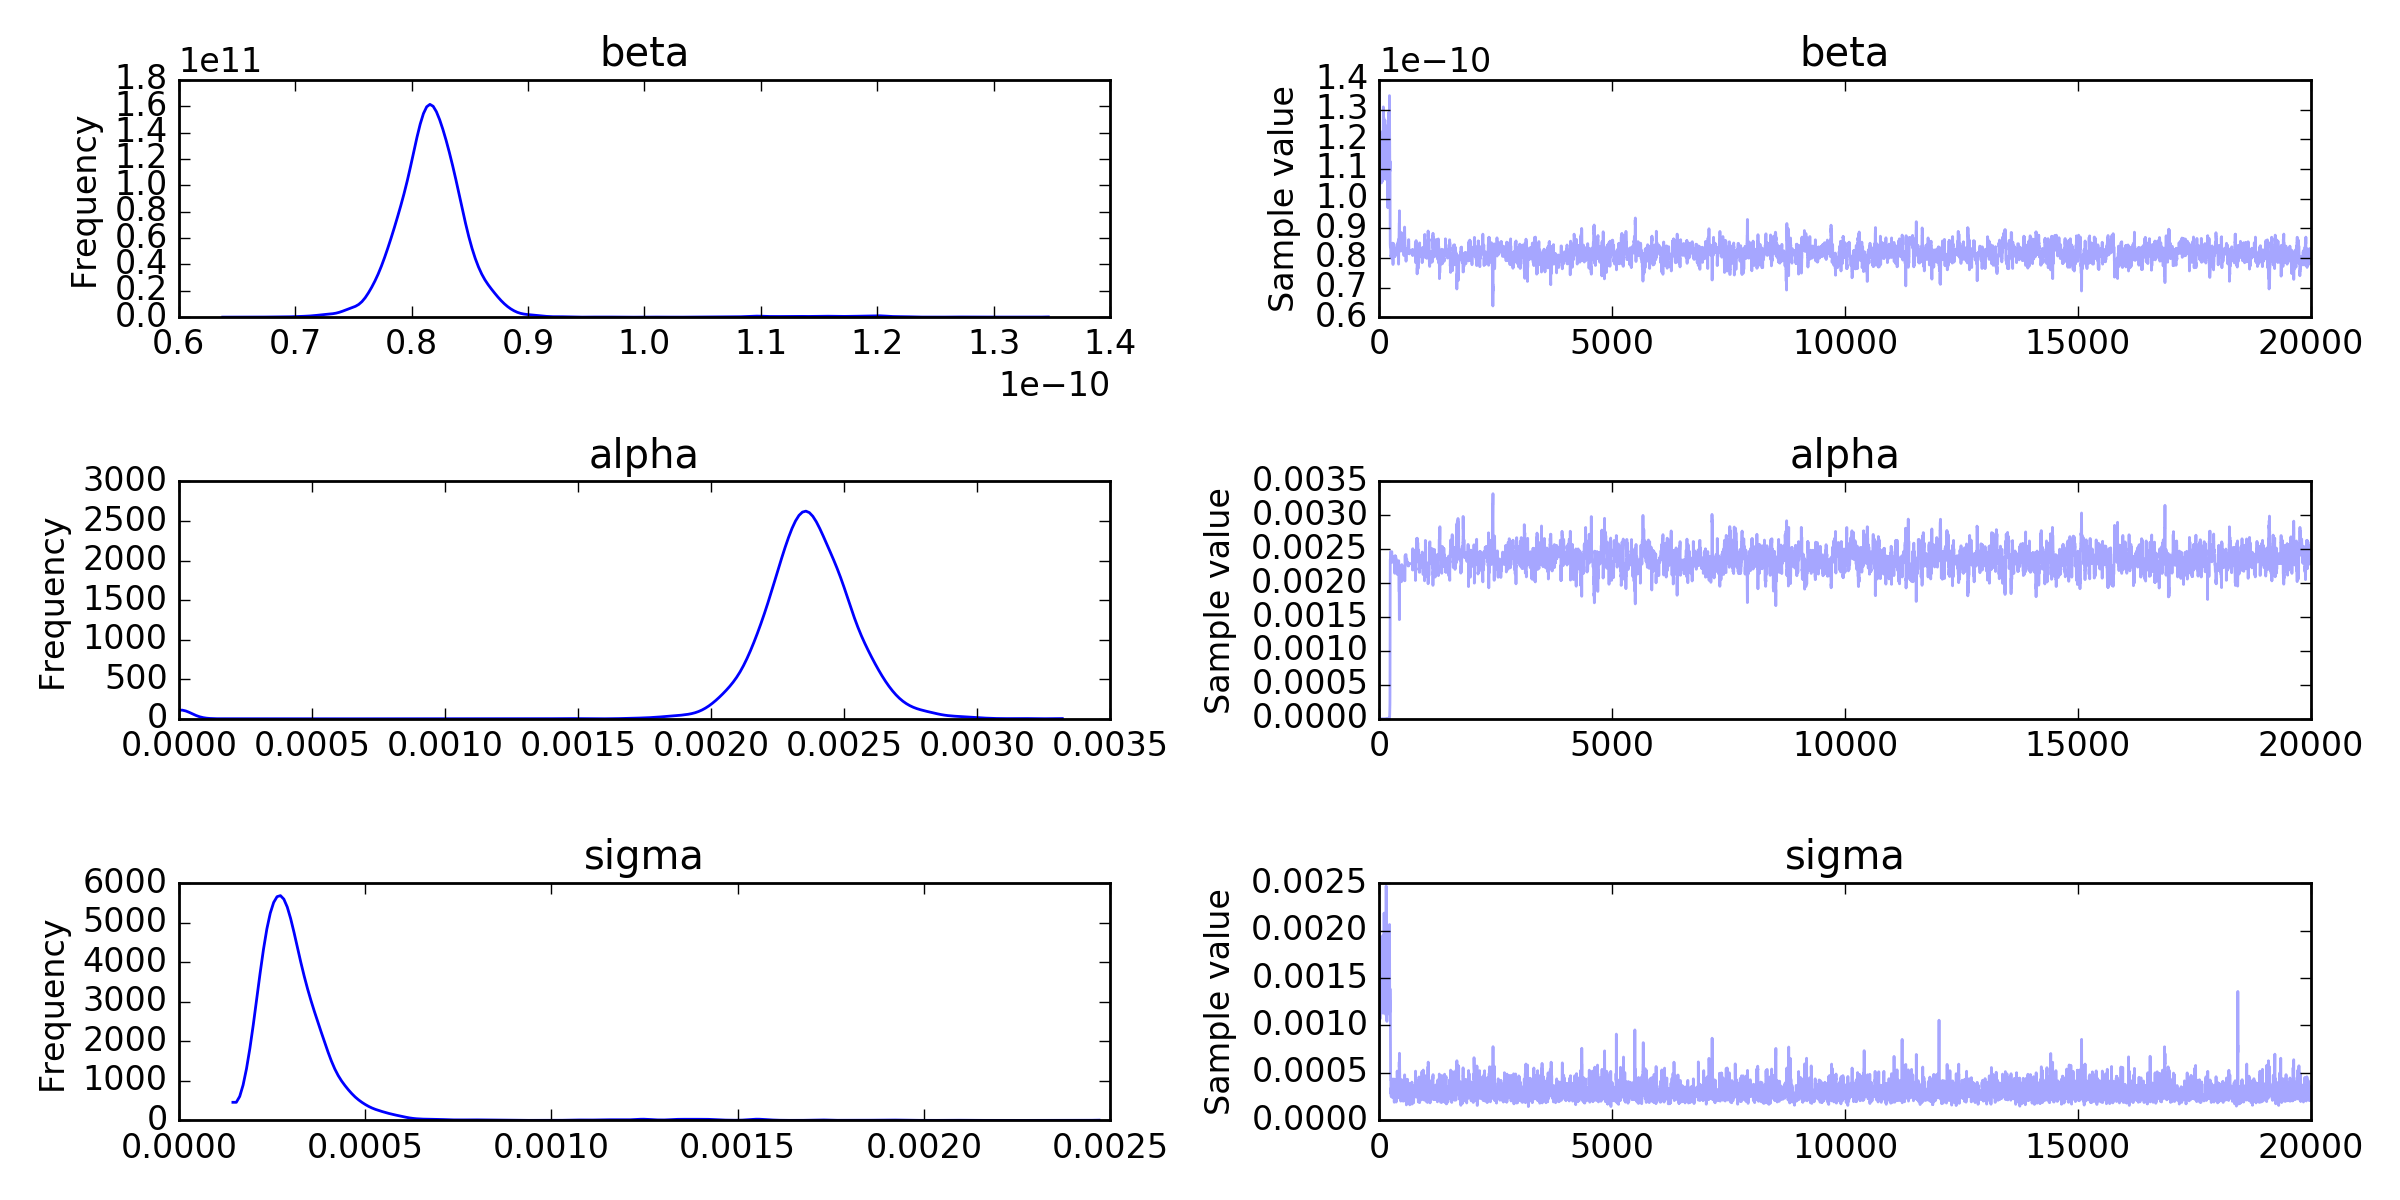 beta
1e11
1.8
1.6
1.4
1.2
1.0
0.8
0.6
0.4
0.2
0.0
Frequency
0.6 0.7 0.8 0.9 1.0 1.1 1.2 1.3 1.4
1e−10
beta
1e−10
1.4
1.3
1.2
1.1
1.0
0.9
0.8
0.7
0.6
Sample value
0 5000 10000 15000 20000
alpha
3000
2500
2000
1500
1000
500
0
Frequency
0.0000 0.0005 0.0010 0.0015 0.0020 0.0025 0.0030 0.0035
alpha
0.0035
0.0030
0.0025
0.0020
0.0015
0.0010
0.0005
0.0000
Sample value
0 5000 10000 15000 20000
sigma
6000
5000
4000
3000
2000
1000
0
Frequency
0.0000 0.0005 0.0010 0.0015 0.0020 0.0025
sigma
0.0025
0.0020
0.0015
0.0010
0.0005
0.0000
Sample value
0 5000 10000 15000 20000